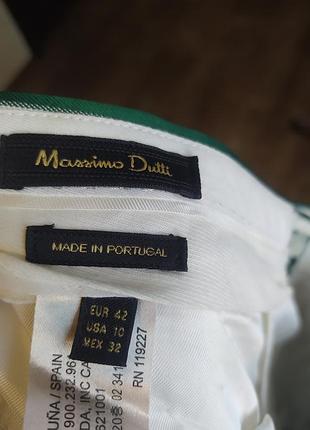 Massimo Dutti
MADE IN PORTUGAL
EUR 42
USA 10
MEX 32
UÑA / SPAIN
900.232.96
DA, INC CA
521001
RN 119227